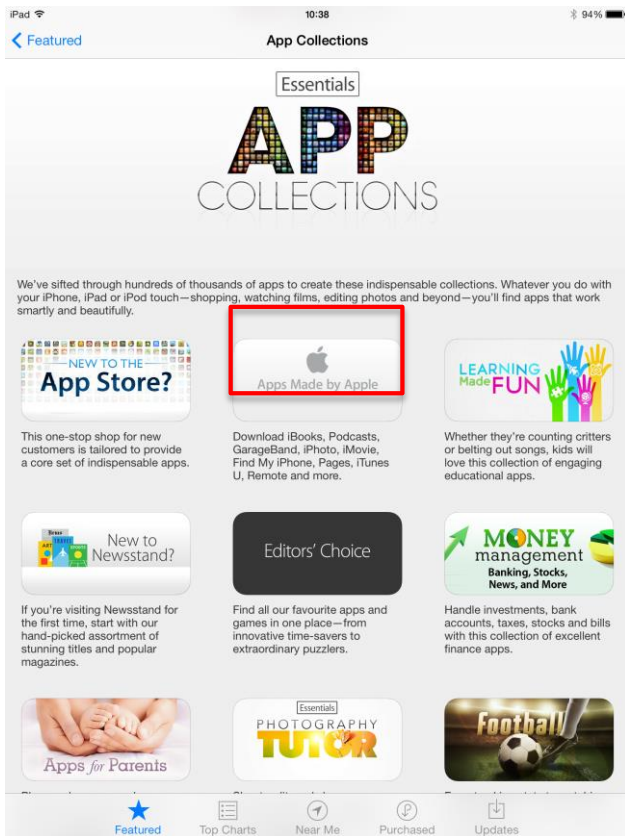 iPad 10:38 94%
Featured App Collections
Essentials
APP
COLLECTIONS
We've sifted through hundreds of thousands of apps to create these indispensable collections. Whatever you do with
your iPhone, iPad or iPod touch—shopping, watching films, editing photos and beyond—you'll find apps that work
smartly and beautifully.
NEW TO THE
App Store?
This one-stop shop for new
customers is tailored to provide
a core set of indispensable apps.
Apps Made by Apple
Download iBooks, Podcasts,
GarageBand, iPhoto, iMovie,
Find My iPhone, Pages, iTunes
U, Remote and more.
LEARNING
Made FUN
Whether they're counting critters
or belting out songs, kids will
love this collection of engaging
educational apps.
New to
Newsstand?
If you're visiting Newsstand for
the first time, start with our
hand-picked assortment of
stunning titles and popular
magazines.
Editors' Choice
Find all our favourite apps and
games in one place—from
innovative time-savers to
extraordinary puzzlers.
MONEY
management
Banking, Stocks,
News, and More
Handle investments, bank
accounts, taxes, stocks and bills
with this collection of excellent
finance apps.
Apps for Parents
Essentials
PHOTOGRAPHY
TUTOR
Football
Featured Top Charts Near Me Purchased Updates